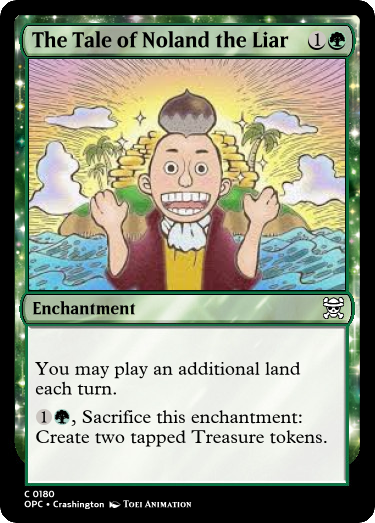 The Tale of Noland the Liar 1
Enchantment
You may play an additional land
each turn.
1, Sacrifice this enchantment:
Create two tapped Treasure tokens.
C 0180
OPC • Crashington TOEI ANIMATION